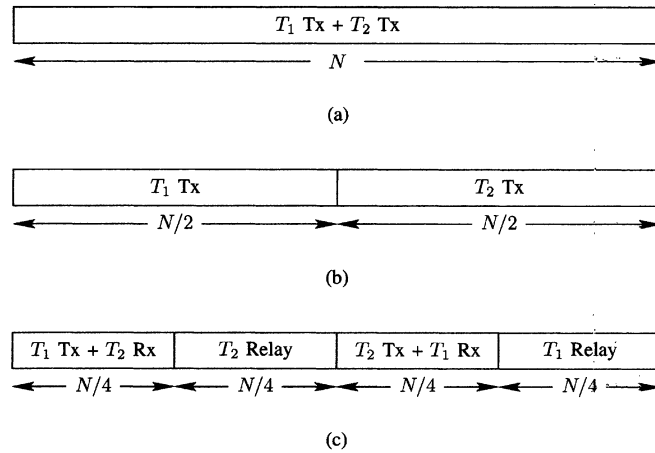 T₁ Tx + T₂ Tx
N
(a)
T₁ Tx T₂ Tx
N/2 N/2
(b)
T₁ Tx + T₂ Rx T₂ Relay T₂ Tx + T₁ Rx T₁ Relay
N/4 N/4 N/4 N/4
(c)